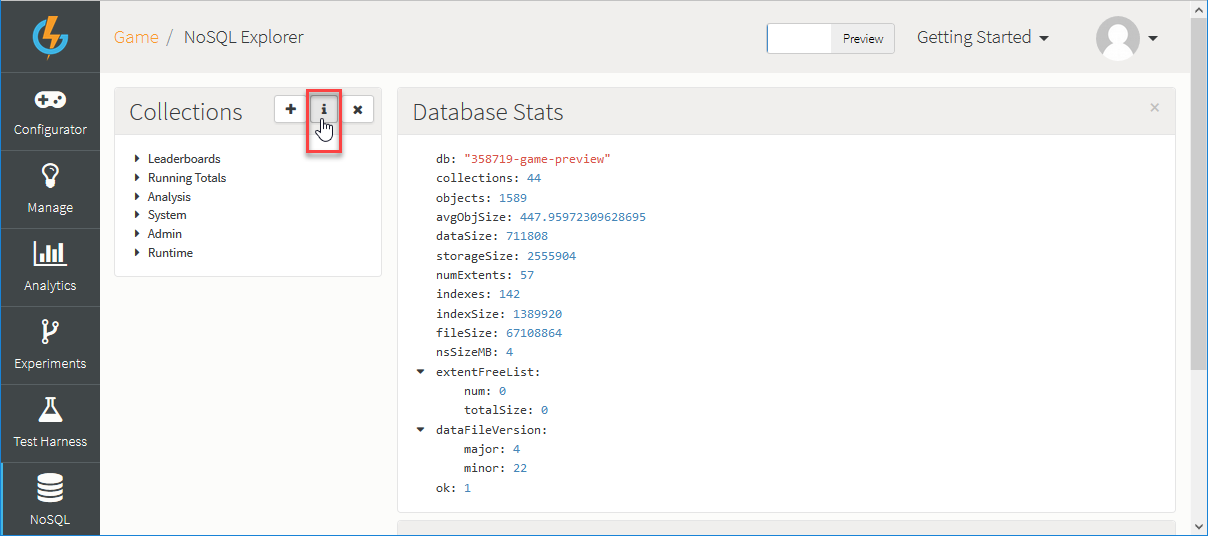 Game / NoSQL Explorer
Preview
Getting Started
Configurator
Manage
Analytics
Experiments
Test Harness
NoSQL
Collections
Leaderboards
Running Totals
Analysis
System
Admin
Runtime
Database Stats
db: "358719-game-preview"
collections: 44
objects: 1589
avgObjSize: 447.95972309628695
dataSize: 711808
storageSize: 2555904
numExtents: 57
indexes: 142
indexSize: 1389920
fileSize: 67108864
nsSizeMB: 4
extentFreeList:
num: 0
totalSize: 0
dataFileVersion:
major: 4
minor: 22
ok: 1